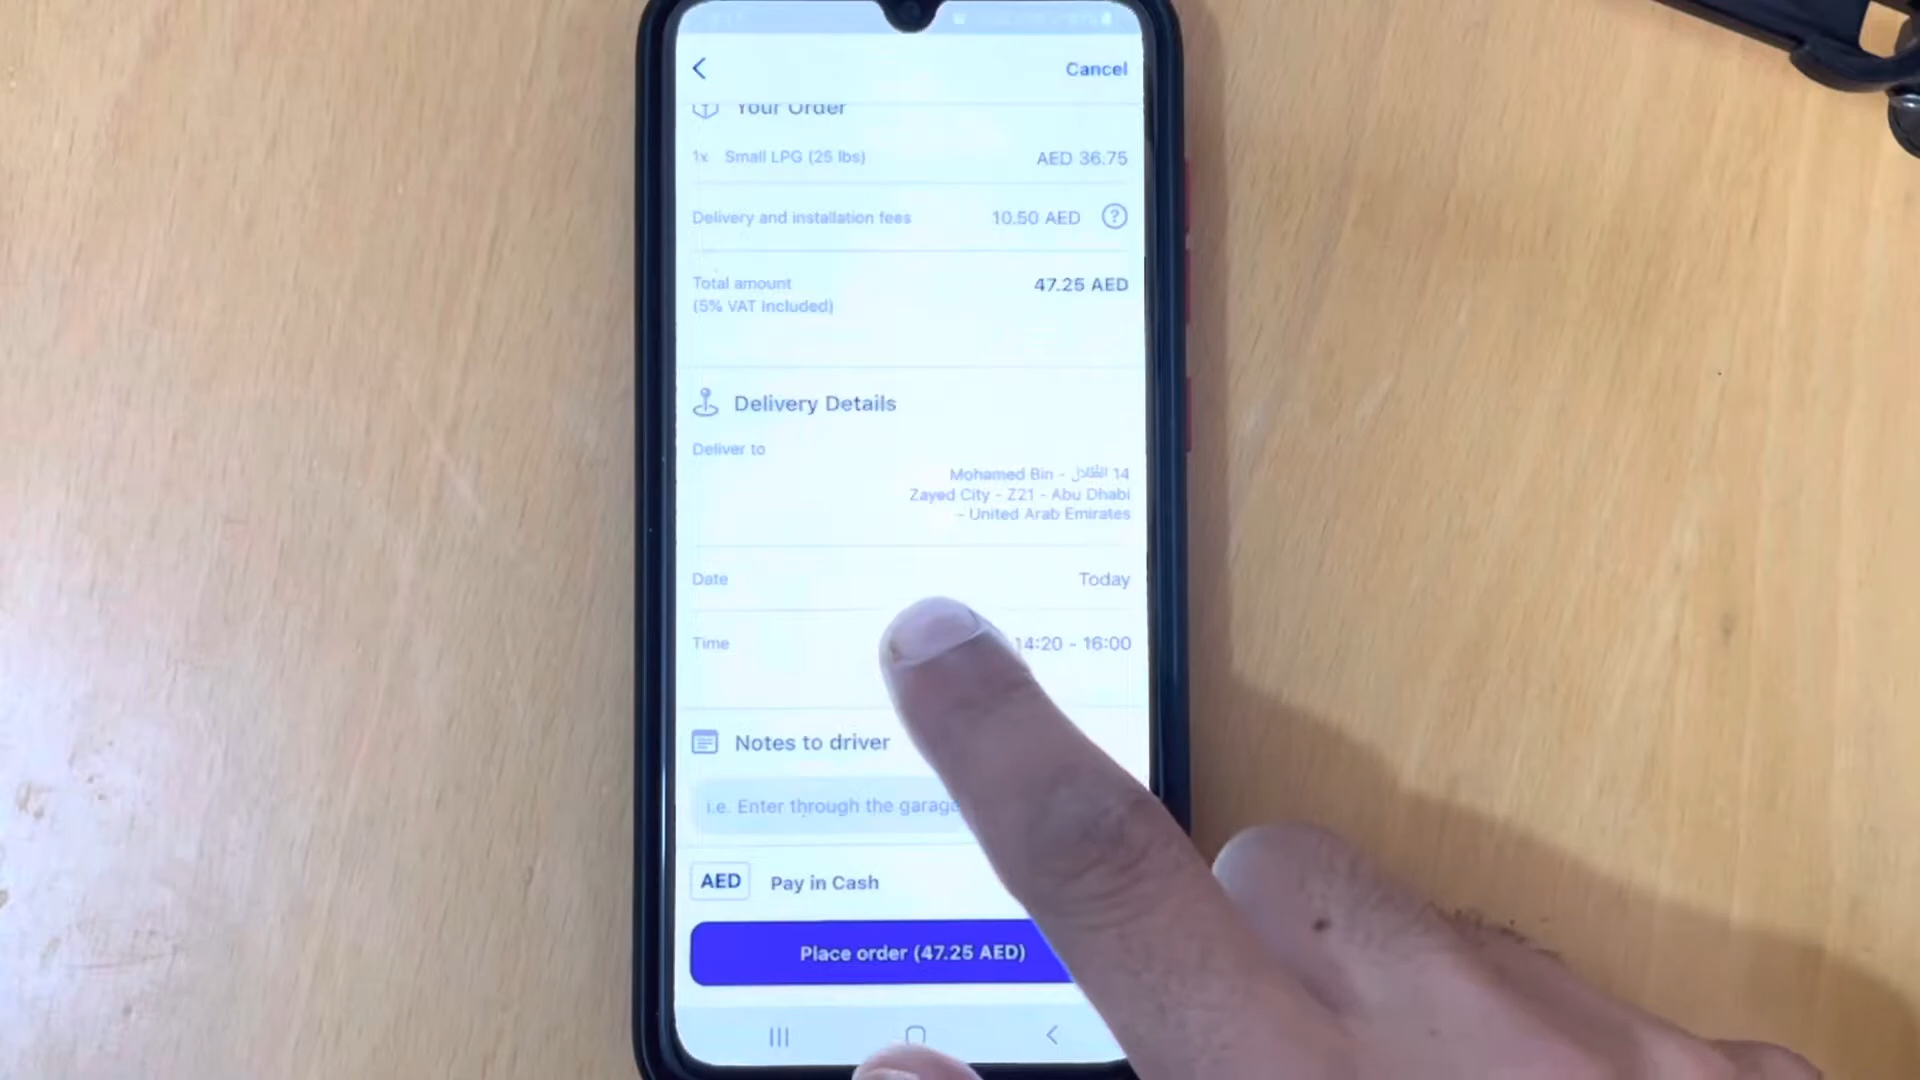 Cancel
Your Order
1x Small LPG (25 lbs) AED 36.75
Delivery and installation fees 10.50 AED ?
Total amount 47.25 AED
(5% VAT Included)
Delivery Details
Deliver to
Mohamed Bin - 14
Zayed City - Z21 - Abu Dhabi
- United Arab Emirates
Date Today
Time 14:20 - 16:00
Notes to driver
i.e. Enter through the garage
AED Pay in Cash
Place order (47.25 AED)